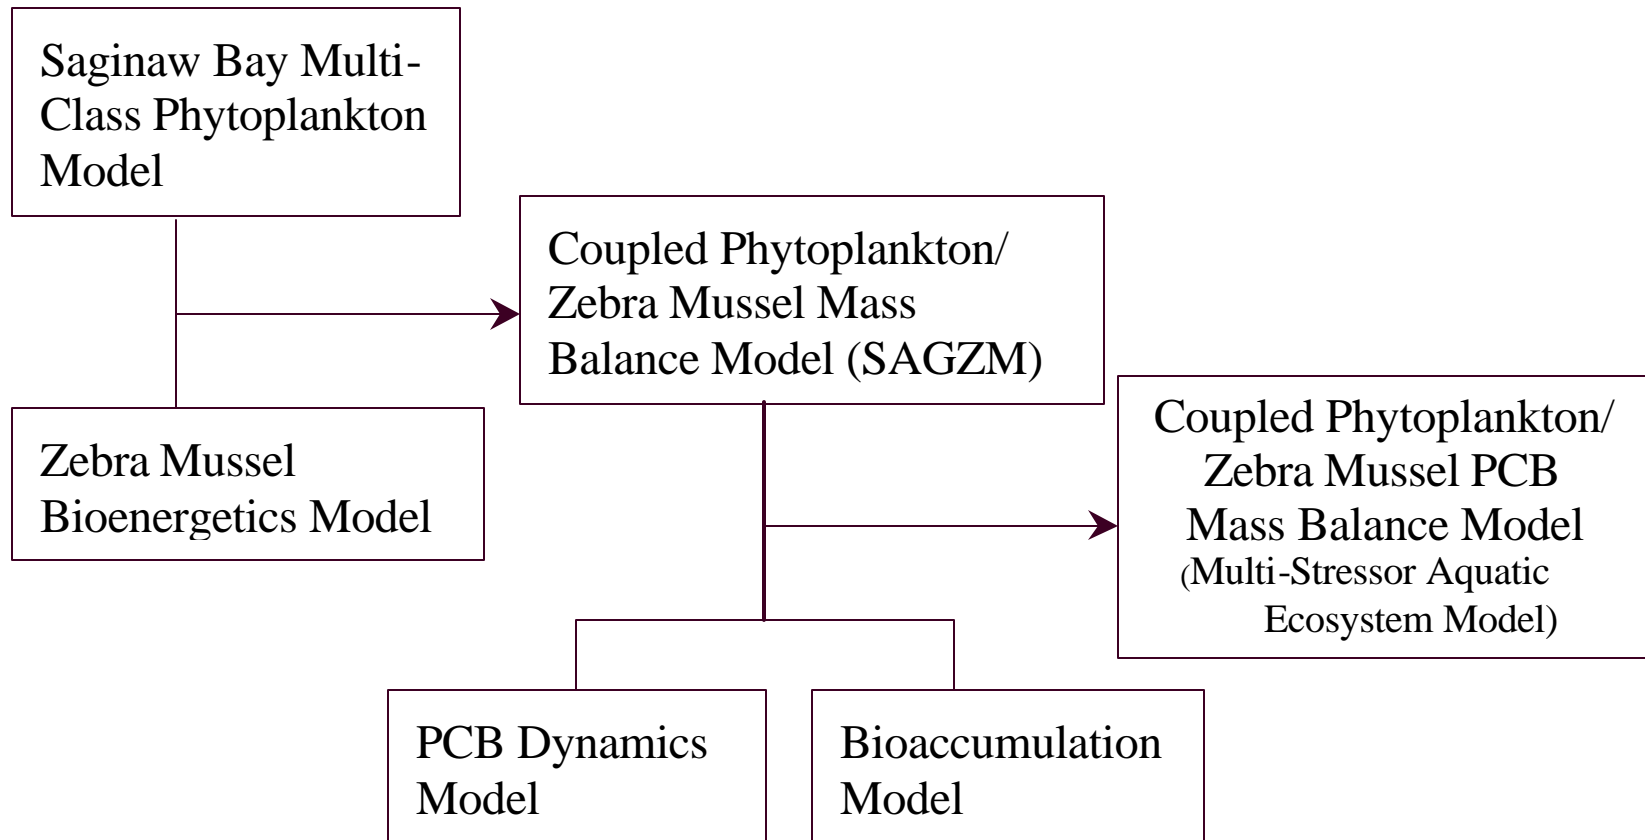 Saginaw Bay Multi-
Class Phytoplankton
Model
Coupled Phytoplankton/
Zebra Mussel Mass
Balance Model (SAGZM)
Zebra Mussel
Bioenergetics Model
Coupled Phytoplankton/
Zebra Mussel PCB
Mass Balance Model
(Multi-Stressor Aquatic
Ecosystem Model)
PCB Dynamics
Model
Bioaccumulation
Model